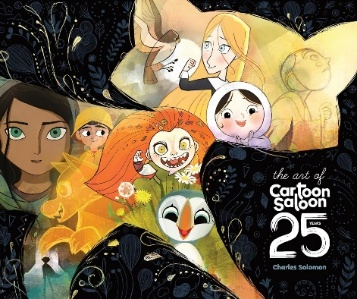 the art of
Cartoon
Saloon
25
YEARS
Charles Solomon